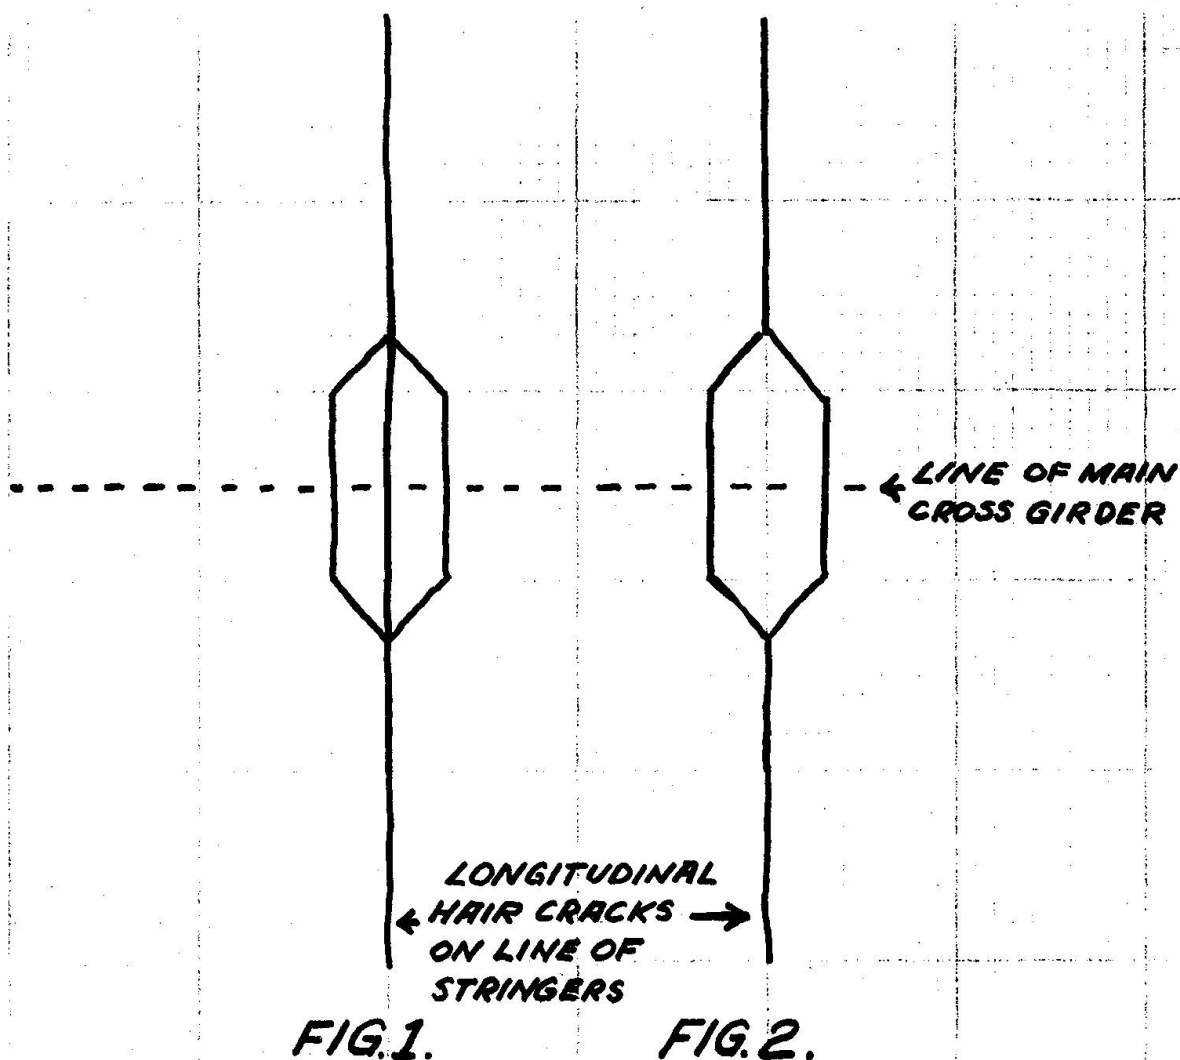 LINE OF MAIN
CROSS GIRDER
LONGITUDINAL
HAIR CRACKS
ON LINE OF
STRINGERS
FIG.1.
FIG.2.